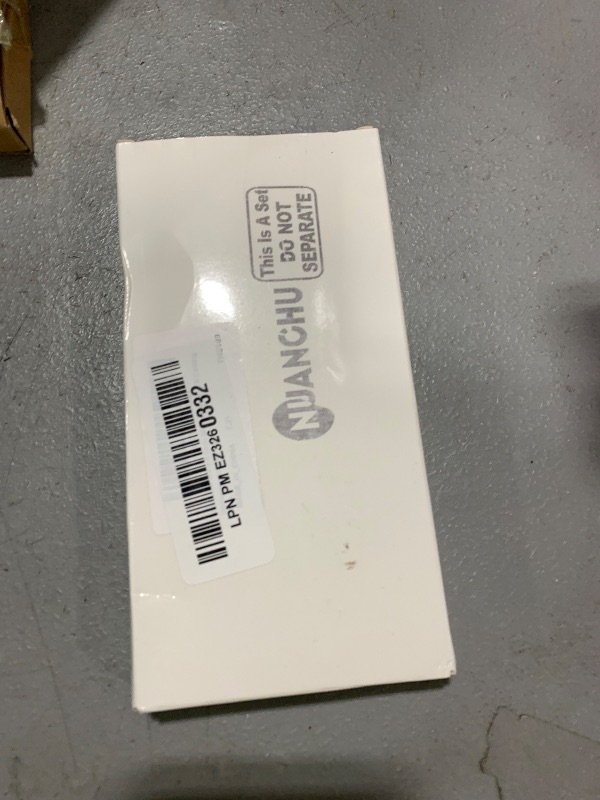 This Is A Set
DO NOT
SEPARATE
NUANCHU
LPN PM EZ3260332